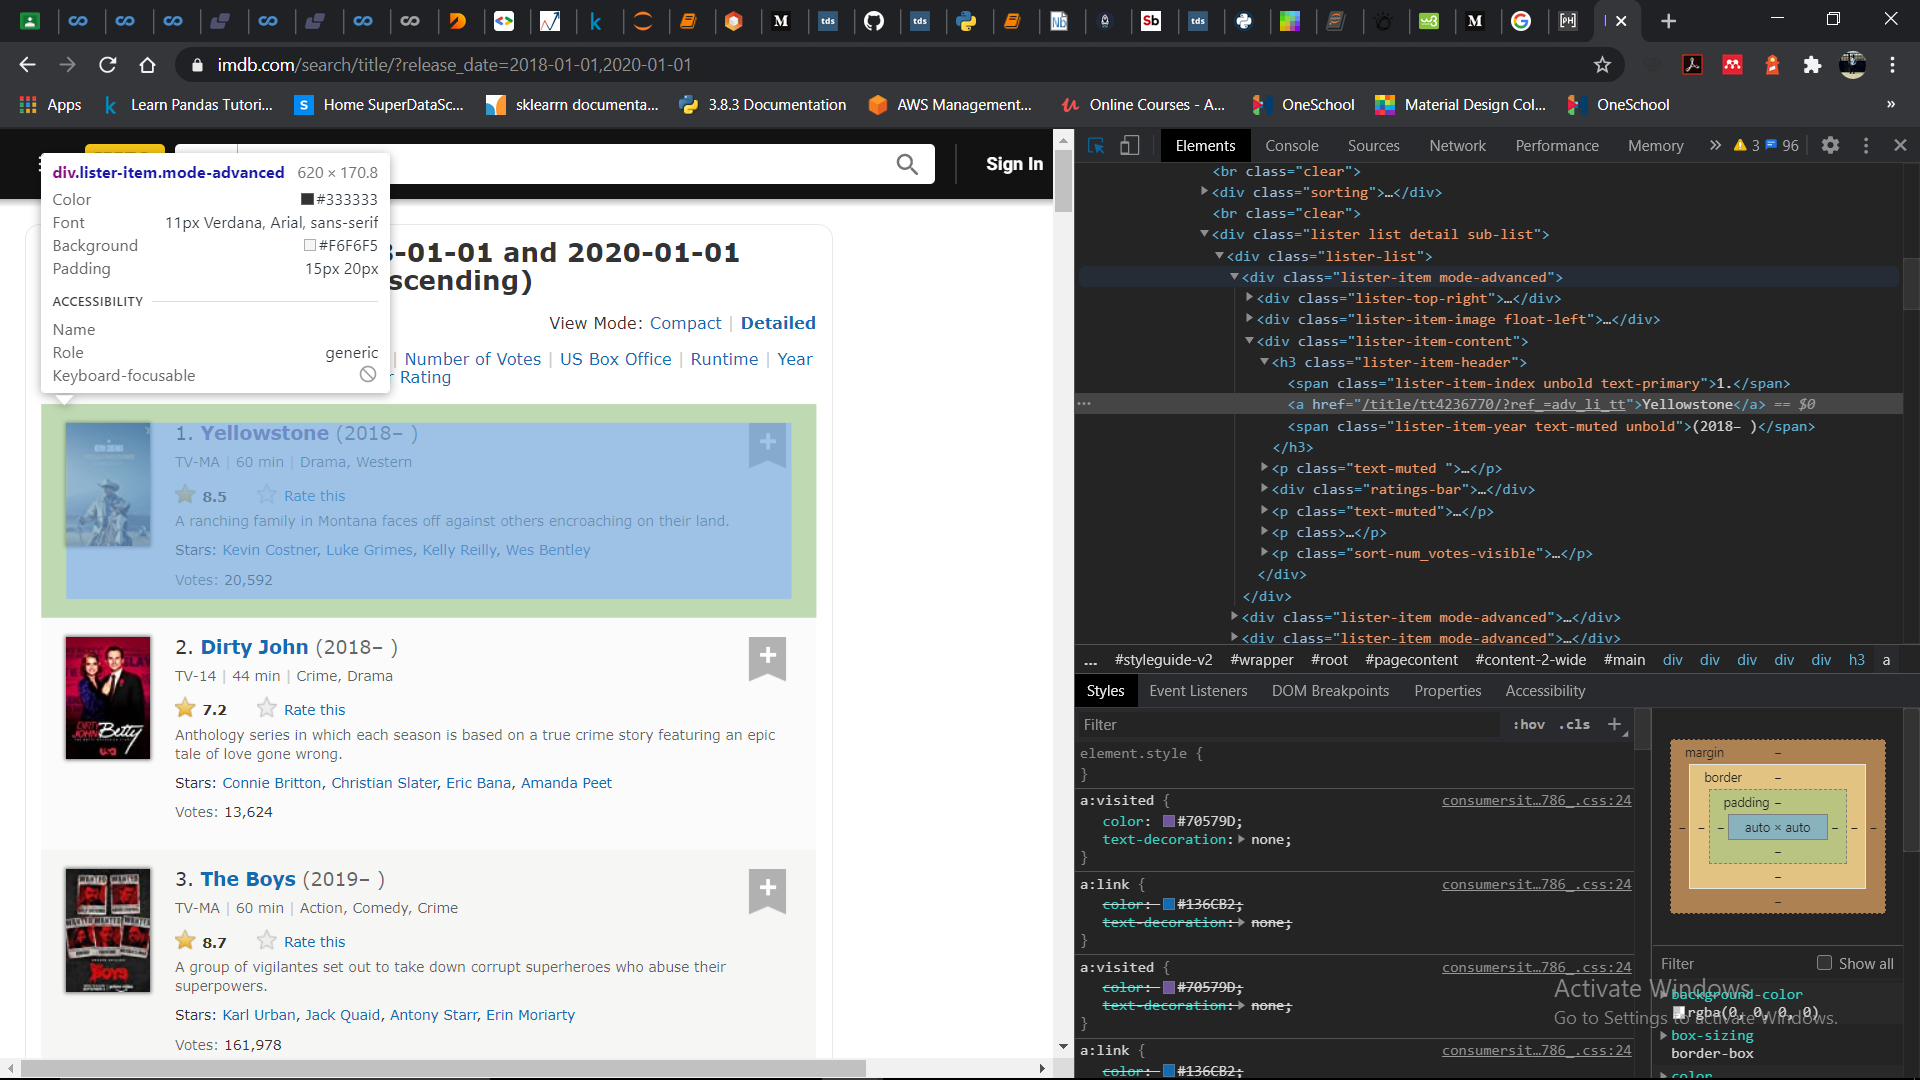 imdb.com/search/title/?release_date=2018-01-01,2020-01-01
Apps
Learn Pandas Tutori...
Home SuperDataSc...
sklearrn documenta...
3.8.3 Documentation
AWS Management...
Online Courses - A...
OneSchool
Material Design Col...
OneSchool
»
Sign In
div.lister-item.mode-advanced 620 × 170.8
Color #333333
Font 11px Verdana, Arial, sans-serif
Background #F6F6F5
Padding 15px 20px
ACCESSIBILITY
Name
Role generic
Keyboard-focusable
-01-01 and 2020-01-01
scending)
View Mode: Compact | Detailed
| Number of Votes | US Box Office | Runtime | Year
r Rating
1. Yellowstone (2018– )
TV-MA | 60 min | Drama, Western
8.5 Rate this
A ranching family in Montana faces off against others encroaching on their land.
Stars: Kevin Costner, Luke Grimes, Kelly Reilly, Wes Bentley
Votes: 20,592
2. Dirty John (2018– )
TV-14 | 44 min | Crime, Drama
7.2 Rate this
Anthology series in which each season is based on a true crime story featuring an epic
tale of love gone wrong.
Stars: Connie Britton, Christian Slater, Eric Bana, Amanda Peet
Votes: 13,624
DIRTY JOHN
Betty
USA
3. The Boys (2019– )
TV-MA | 60 min | Action, Comedy, Crime
8.7 Rate this
A group of vigilantes set out to take down corrupt superheroes who abuse their
superpowers.
Stars: Karl Urban, Jack Quaid, Antony Starr, Erin Moriarty
Votes: 161,978
Elements Console Sources Network Performance Memory » 3 96
<br class="clear">
<div class="sorting">…</div>
<br class="clear">
<div class="lister list detail sub-list">
<div class="lister-list">
<div class="lister-item mode-advanced">
<div class="lister-top-right">…</div>
<div class="lister-item-image float-left">…</div>
<div class="lister-item-content">
<h3 class="lister-item-header">
<span class="lister-item-index unbold text-primary">1.</span>
<a href="/title/tt4236770/?ref_=adv_li_tt">Yellowstone</a> == $0
<span class="lister-item-year text-muted unbold">(2018– )</span>
</h3>
<p class="text-muted ">…</p>
<div class="ratings-bar">…</div>
<p class="text-muted">…</p>
<p class>…</p>
<p class="sort-num_votes-visible">…</p>
</div>
</div>
<div class="lister-item mode-advanced">…</div>
<div class="lister-item mode-advanced">…</div>
... #styleguide-v2 #wrapper #root #pagecontent #content-2-wide #main div div div div div h3 a
Styles Event Listeners DOM Breakpoints Properties Accessibility
Filter :hov .cls +
element.style {
}
a:visited { consumersit…786_.css:24
color: #70579D;
text-decoration: none;
}
a:link { consumersit…786_.css:24
color: #136CB2;
text-decoration: none;
}
a:visited { consumersit…786_.css:24
color: #70579D;
text-decoration: none;
}
a:link { consumersit…786_.css:24
color: #136CB2;
margin –
border –
padding –
– – – auto × auto – – –
–
–
–
Filter Show all
background-color
rgba(0, 0, 0, 0)
box-sizing
border-box
color
Activate Windows
Go to Settings to activate Windows.